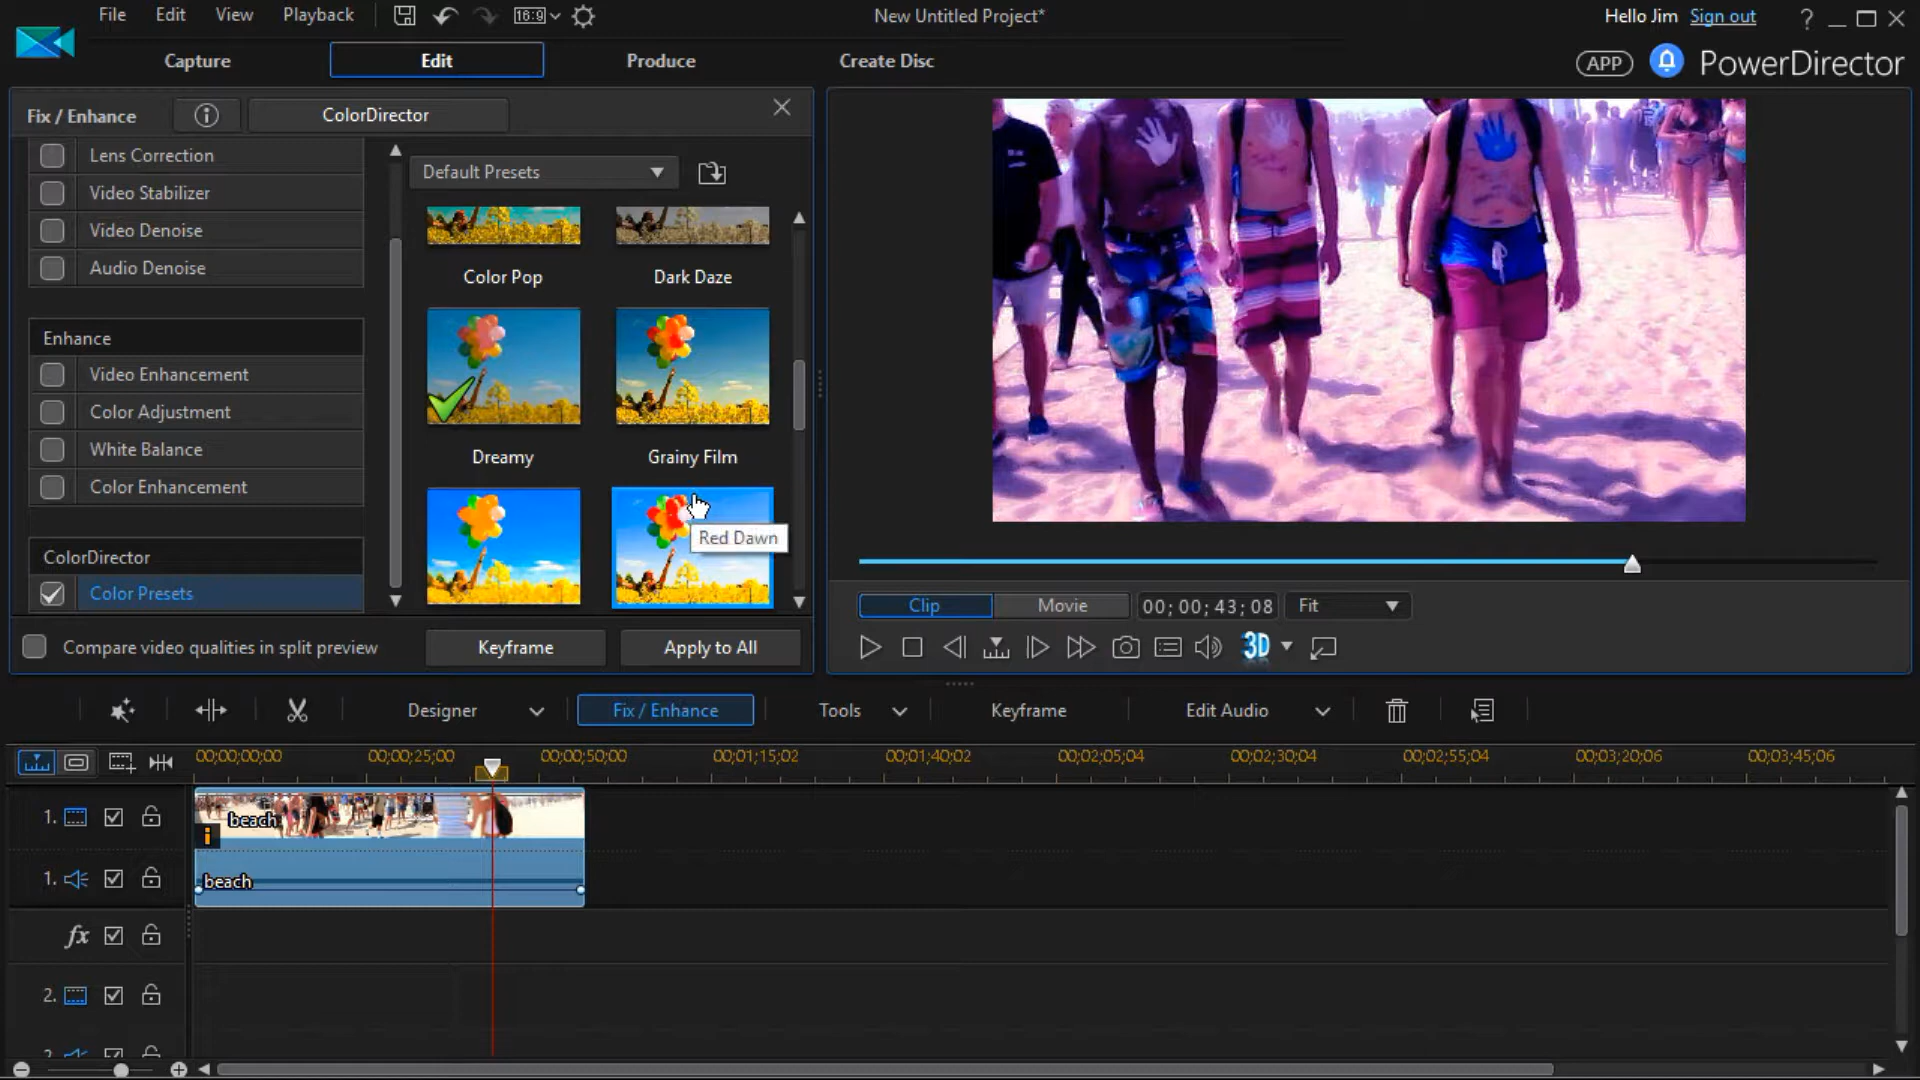 File Edit View Playback 16:9 New Untitled Project* Hello Jim Sign out ?
Capture Edit Produce Create Disc APP PowerDirector
Fix / Enhance i ColorDirector
Lens Correction
Video Stabilizer
Video Denoise
Audio Denoise
Enhance
Video Enhancement
Color Adjustment
White Balance
Color Enhancement
ColorDirector
Color Presets
Default Presets
Color Pop Dark Daze
Dreamy Grainy Film
Red Dawn
Compare video qualities in split preview Keyframe Apply to All
Clip Movie 00;00;43;08 Fit
3D
Designer Fix / Enhance Tools Keyframe Edit Audio
00;00;00;00 00;00;25;00 00;00;50;00 00;01;15;02 00;01;40;02 00;02;05;04 00;02;30;04 00;02;55;04 00;03;20;06 00;03;45;06
1. beach
i
1. beach
fx
2.
2.